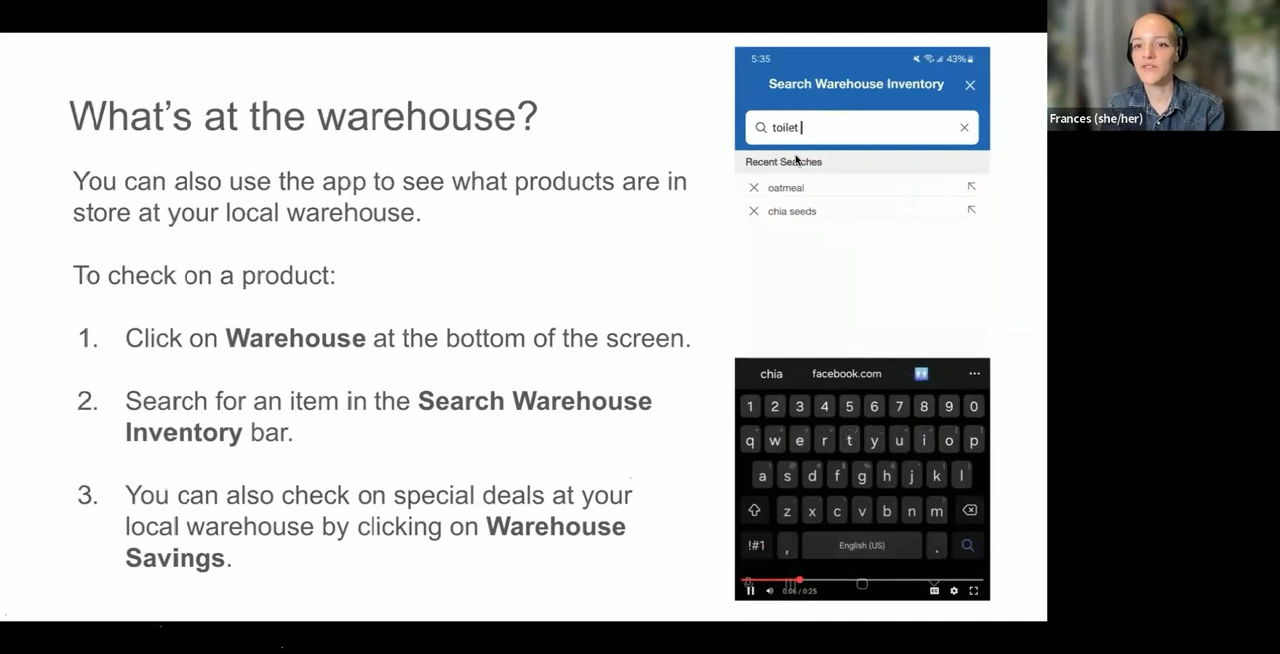 What's at the warehouse?
You can also use the app to see what products are in
store at your local warehouse.
To check on a product:
1. Click on Warehouse at the bottom of the screen.
2. Search for an item in the Search Warehouse
Inventory bar.
3. You can also check on special deals at your
local warehouse by clicking on Warehouse
Savings.
5:35 43%
Search Warehouse Inventory
toilet
Recent Searches
oatmeal
chia seeds
chia facebook.com ...
1 2 3 4 5 6 7 8 9 0
q w e r t y u i o p
a s d f g h j k l
z x c v b n m
!#1 , English (US) .
0:06 / 0:25
Frances (she/her)